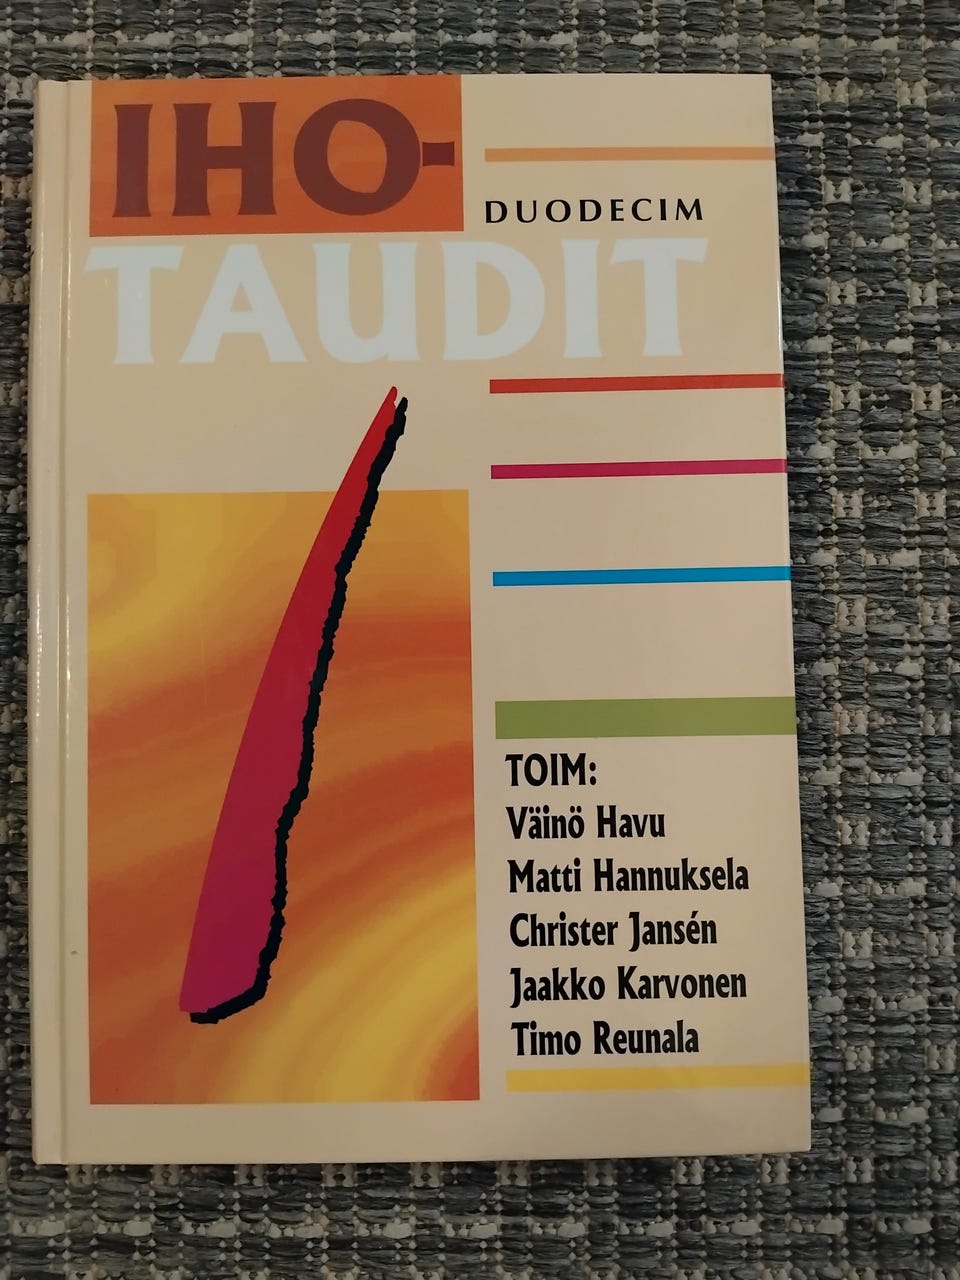 IHO-
DUODECIM
TAUDIT
TOIM:
Väinö Havu
Matti Hannuksela
Christer Jansén
Jaakko Karvonen
Timo Reunala